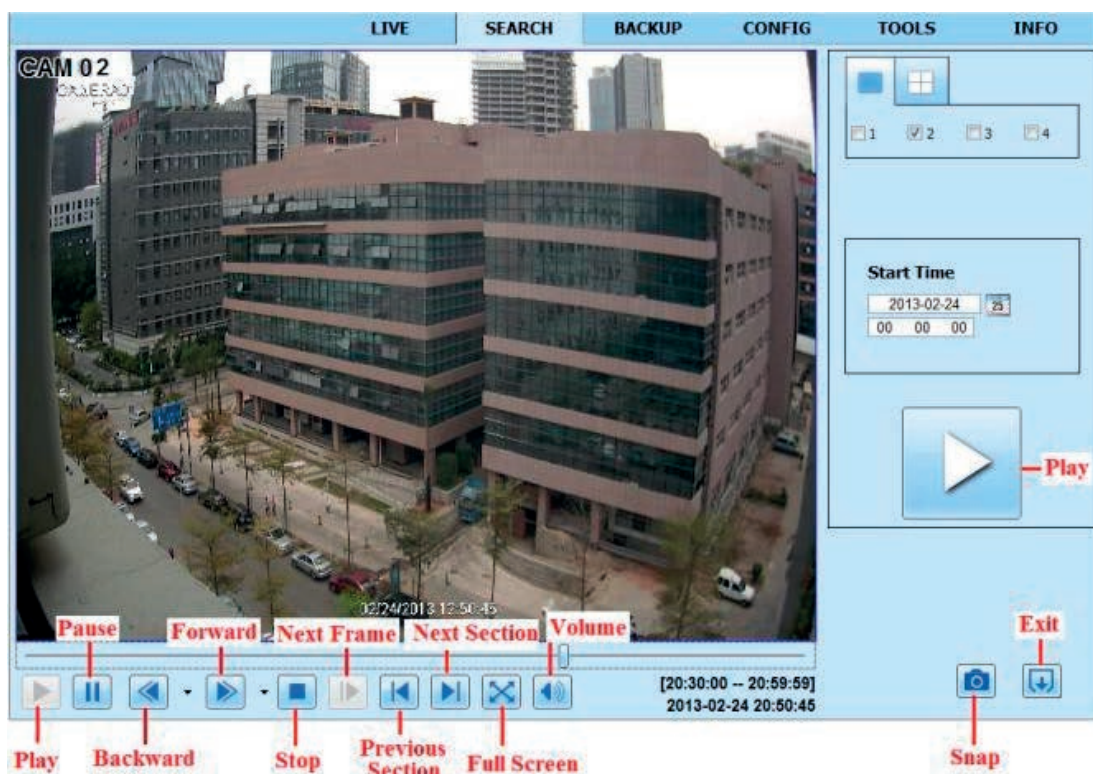 LIVE SEARCH BACKUP CONFIG TOOLS INFO
CAM 02
1 2 3 4
Start Time
2013-02-24 25
00 00 00
Play
02/24/2013 12:50:45
Pause Forward Next Frame Next Section Volume Exit
[20:30:00 -- 20:59:59]
2013-02-24 20:50:45
Play Backward Stop Previous Section Full Screen Snap